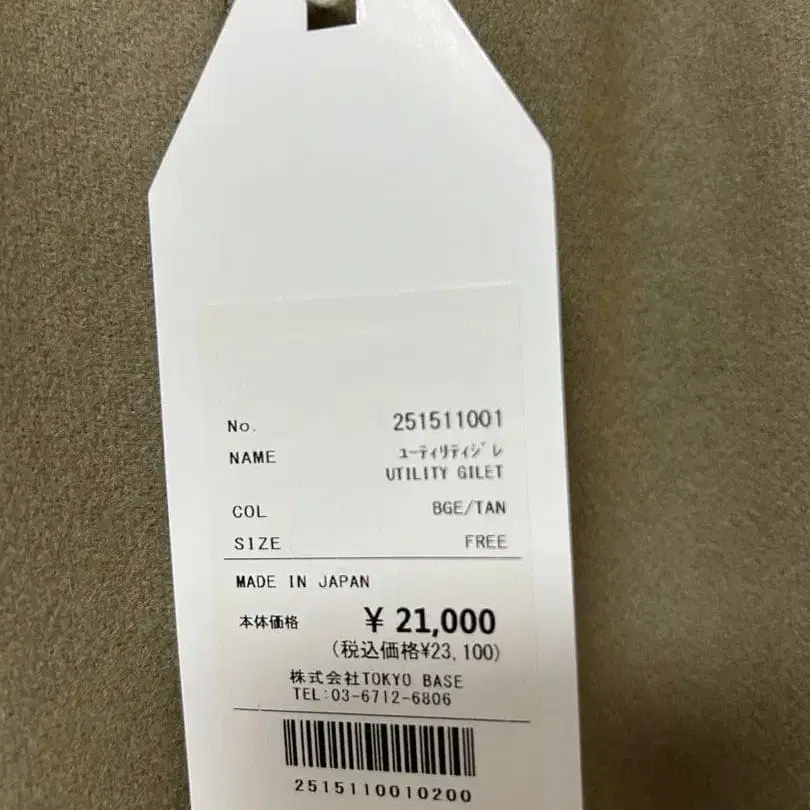 No. 251511001
NAME ﾕｰﾃｨﾘﾃｨｼﾞﾚ
UTILITY GILET
COL BGE/TAN
SIZE FREE
MADE IN JAPAN
本体価格 ¥ 21,000
(税込価格¥23,100)
株式会社TOKYO BASE
TEL:03-6712-6806
2515110010200